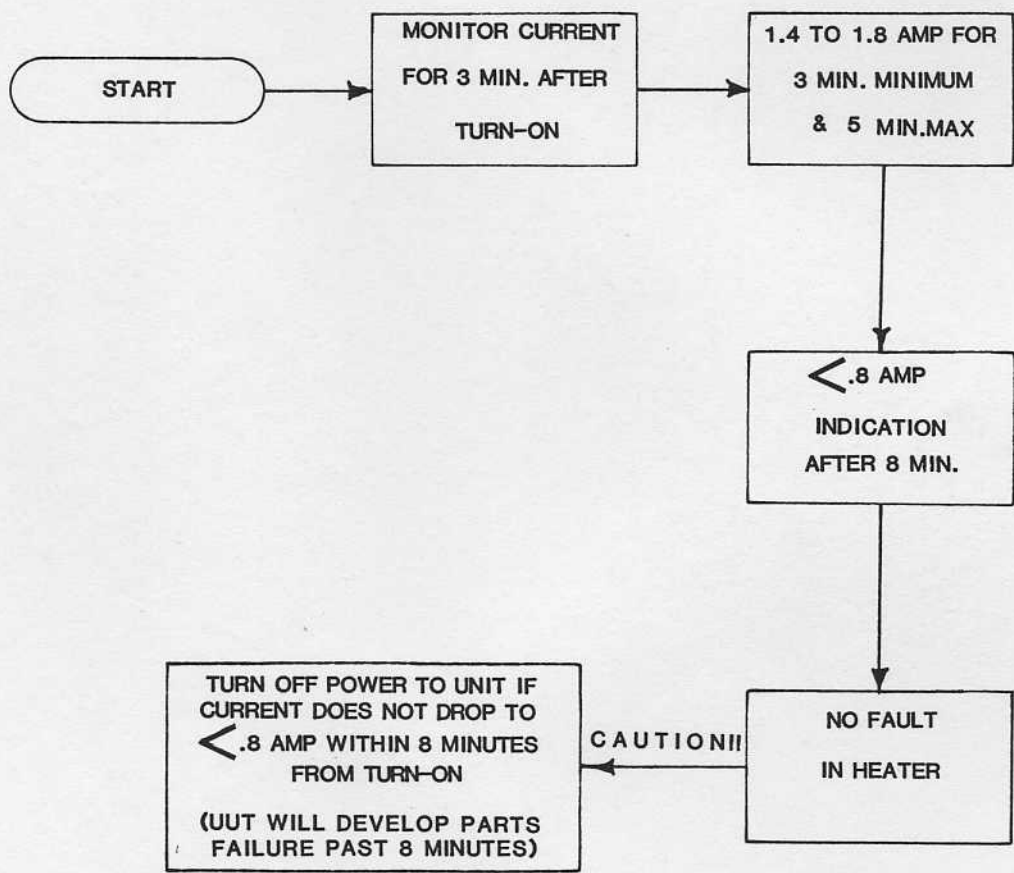 START
MONITOR CURRENT
FOR 3 MIN. AFTER
TURN-ON
1.4 TO 1.8 AMP FOR
3 MIN. MINIMUM
& 5 MIN.MAX
<.8 AMP
INDICATION
AFTER 8 MIN.
NO FAULT
IN HEATER
CAUTION!!
TURN OFF POWER TO UNIT IF
CURRENT DOES NOT DROP TO
<.8 AMP WITHIN 8 MINUTES
FROM TURN-ON
(UUT WILL DEVELOP PARTS
FAILURE PAST 8 MINUTES)